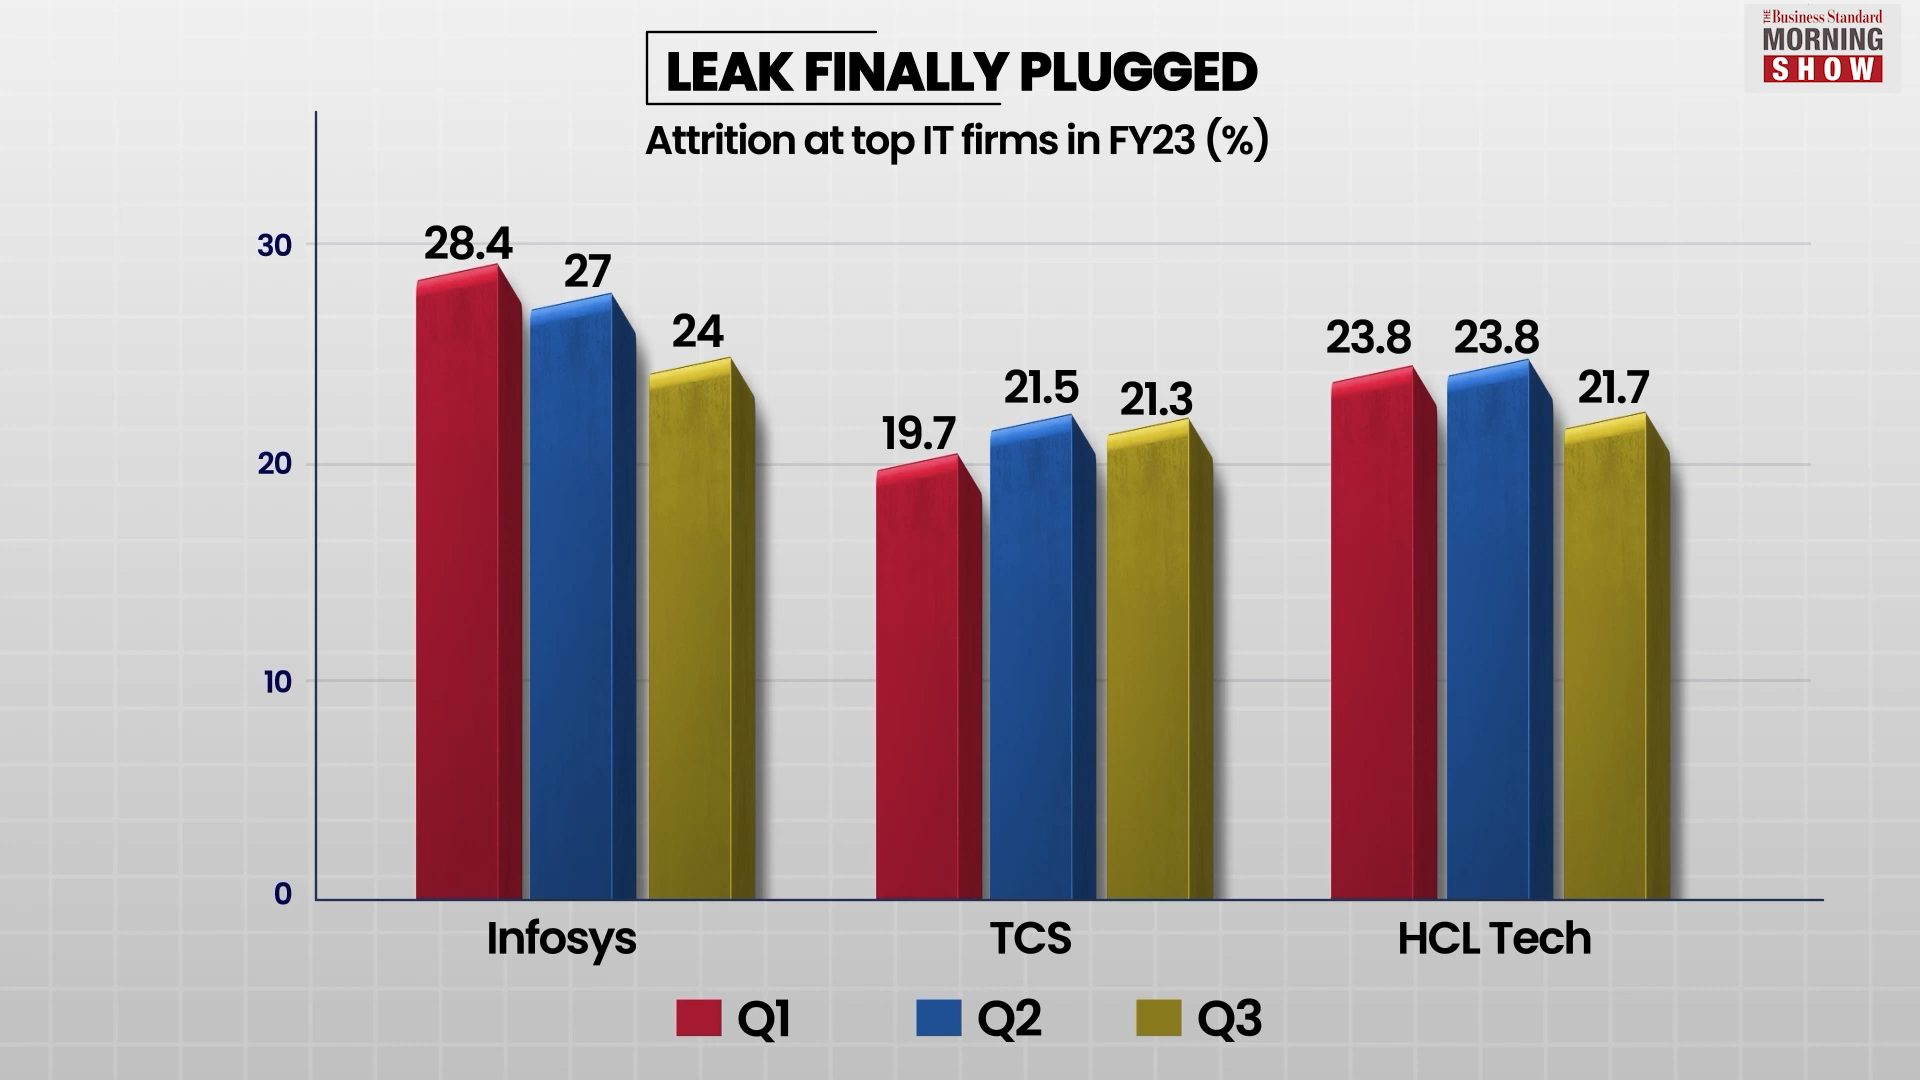 THE Business Standard
MORNING
SHOW
LEAK FINALLY PLUGGED
Attrition at top IT firms in FY23 (%)
30
20
10
0
28.4
27
24
19.7
21.5
21.3
23.8
23.8
21.7
Infosys
TCS
HCL Tech
Q1
Q2
Q3